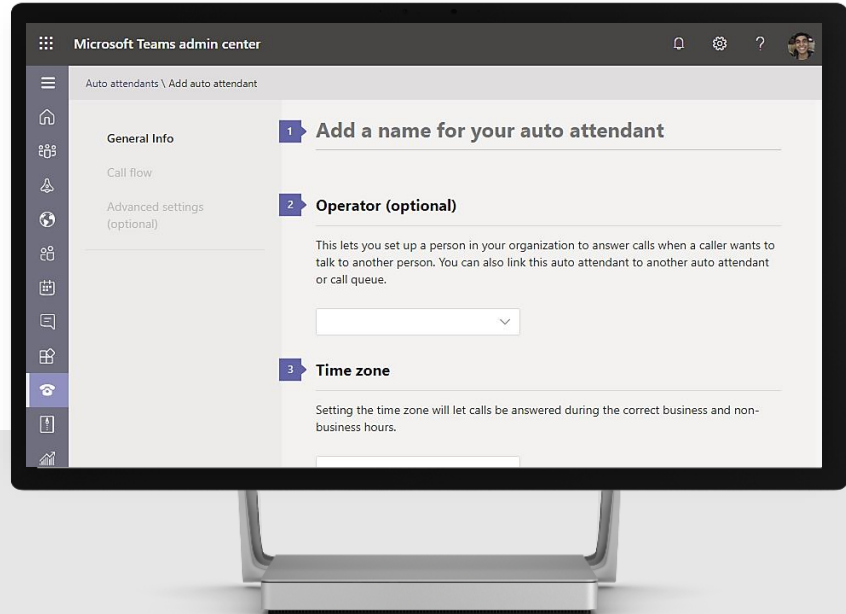 Microsoft Teams admin center
?
Auto attendants \ Add auto attendant
General Info
Call flow
Advanced settings
(optional)
1 Add a name for your auto attendant
2 Operator (optional)
This lets you set up a person in your organization to answer calls when a caller wants to
talk to another person. You can also link this auto attendant to another auto attendant
or call queue.
3 Time zone
Setting the time zone will let calls be answered during the correct business and non-
business hours.